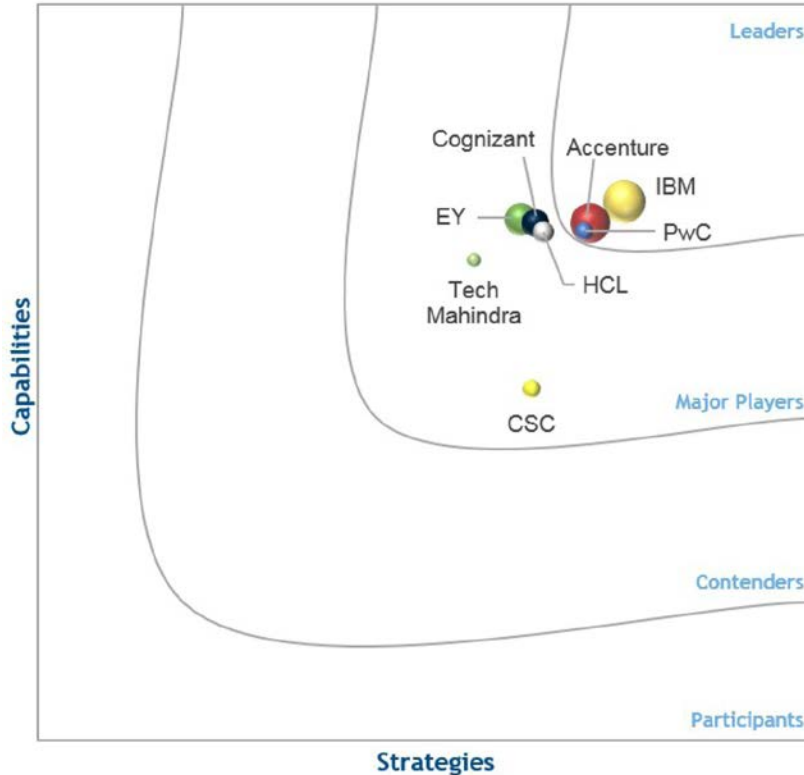 Leaders
Cognizant
Accenture
IBM
EY
PwC
HCL
Tech
Mahindra
Capabilities
Major Players
CSC
Contenders
Participants
Strategies